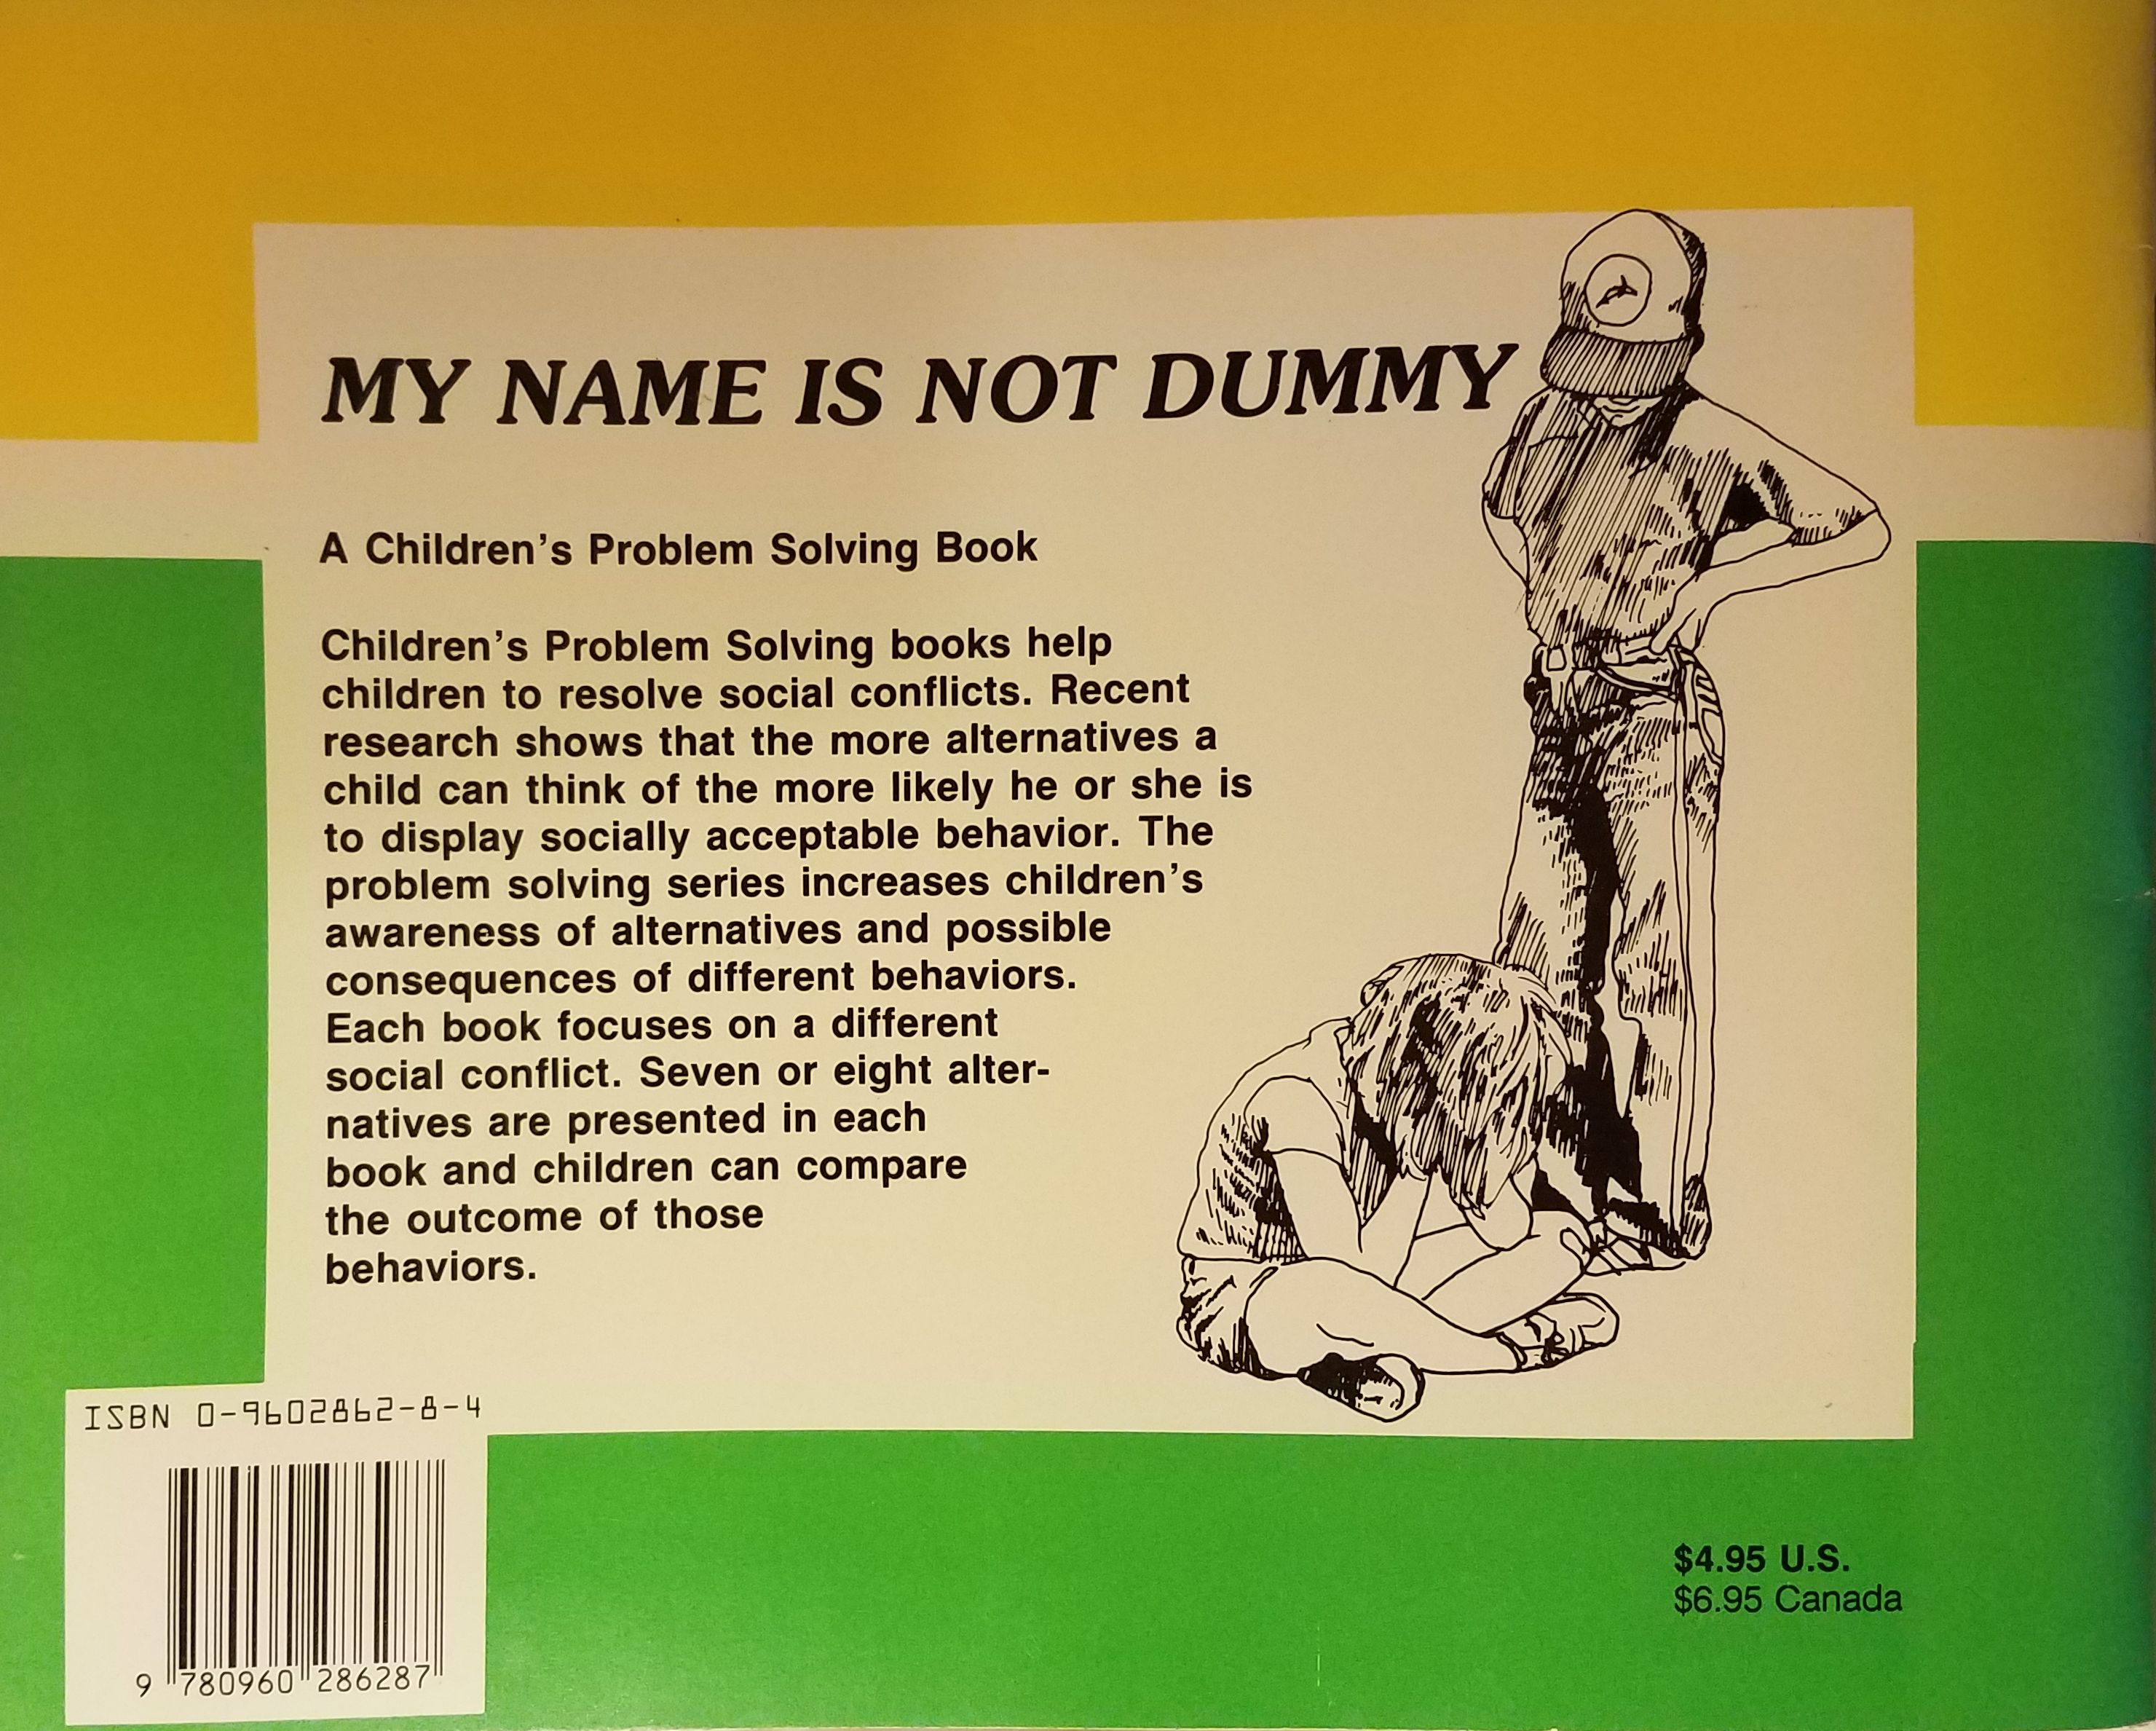 MY NAME IS NOT DUMMY
A Children's Problem Solving Book
Children's Problem Solving books help
children to resolve social conflicts. Recent
research shows that the more alternatives a
child can think of the more likely he or she is
to display socially acceptable behavior. The
problem solving series increases children's
awareness of alternatives and possible
consequences of different behaviors.
Each book focuses on a different
social conflict. Seven or eight alter-
natives are presented in each
book and children can compare
the outcome of those
behaviors.
ISBN 0-9602862-8-4
9 780960 286287
$4.95 U.S.
$6.95 Canada